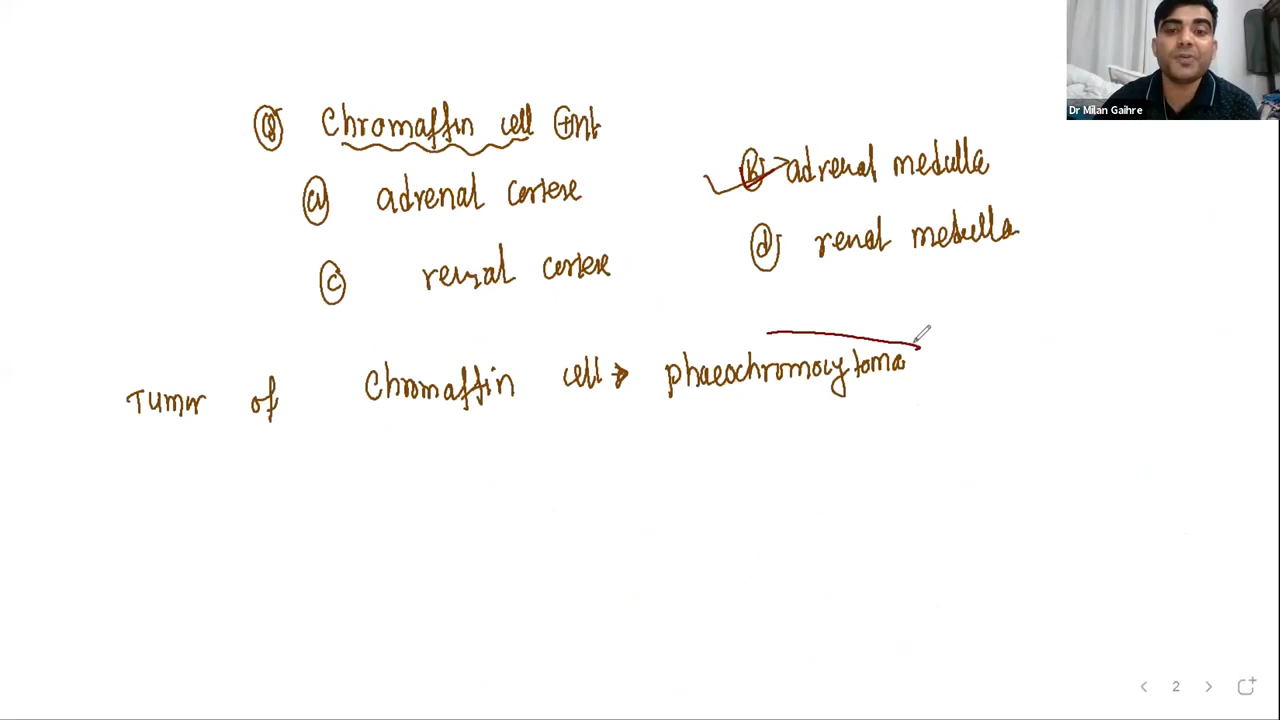 Dr Milan Gaihre
Q Chromaffin cell ⊕nt
a) adrenal cortex
b) adrenal medulla
c) renal cortex
d) renal medulla
Tumor of Chromaffin cell → phaeochromocytoma
2